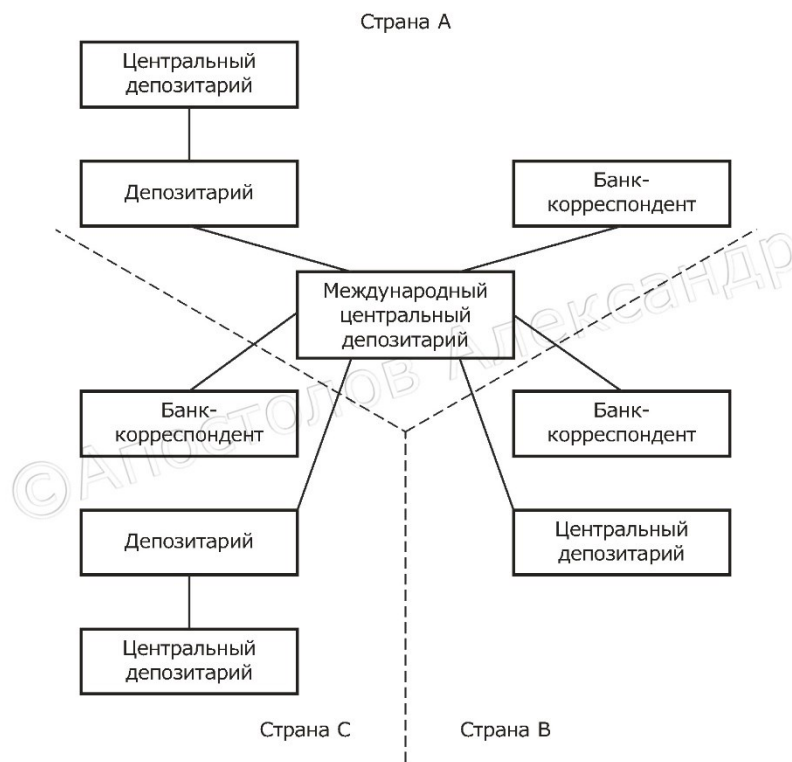 Страна А
Центральный
депозитарий
Депозитарий
Банк-
корреспондент
Международный
центральный
депозитарий
Банк-
корреспондент
Банк-
корреспондент
Депозитарий
Центральный
депозитарий
Центральный
депозитарий
Страна С
Страна В
©Апостолов Александр